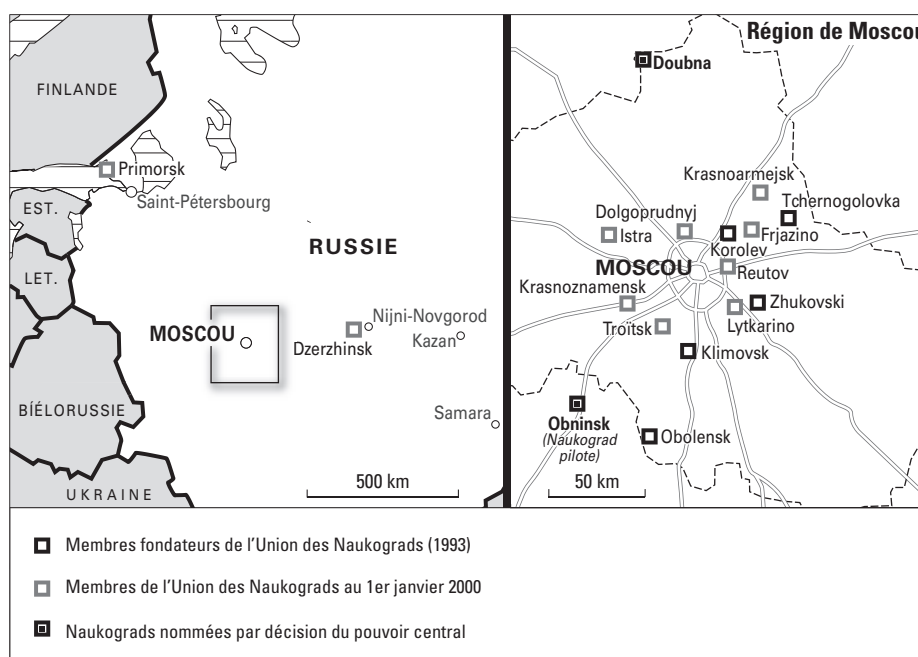 FINLANDE
Primorsk
Saint-Pétersbourg
EST.
RUSSIE
LET.
Nijni-Novgorod
MOSCOU
Dzerzhinsk
Kazan
BÍÉLORUSSIE
Samara
UKRAINE
500 km
Région de Moscou
Doubna
Krasnoarmejsk
Tchernogolovka
Dolgoprudnyj
Istra
Korolev
Frjazino
MOSCOU
Reutov
Krasnoznamensk
Zhukovski
Lytkarino
Troïtsk
Klimovsk
Obninsk
(Naukograd
pilote)
Obolensk
50 km
Membres fondateurs de l'Union des Naukograds (1993)
Membres de l'Union des Naukograds au 1er janvier 2000
Naukograds nommées par décision du pouvoir central